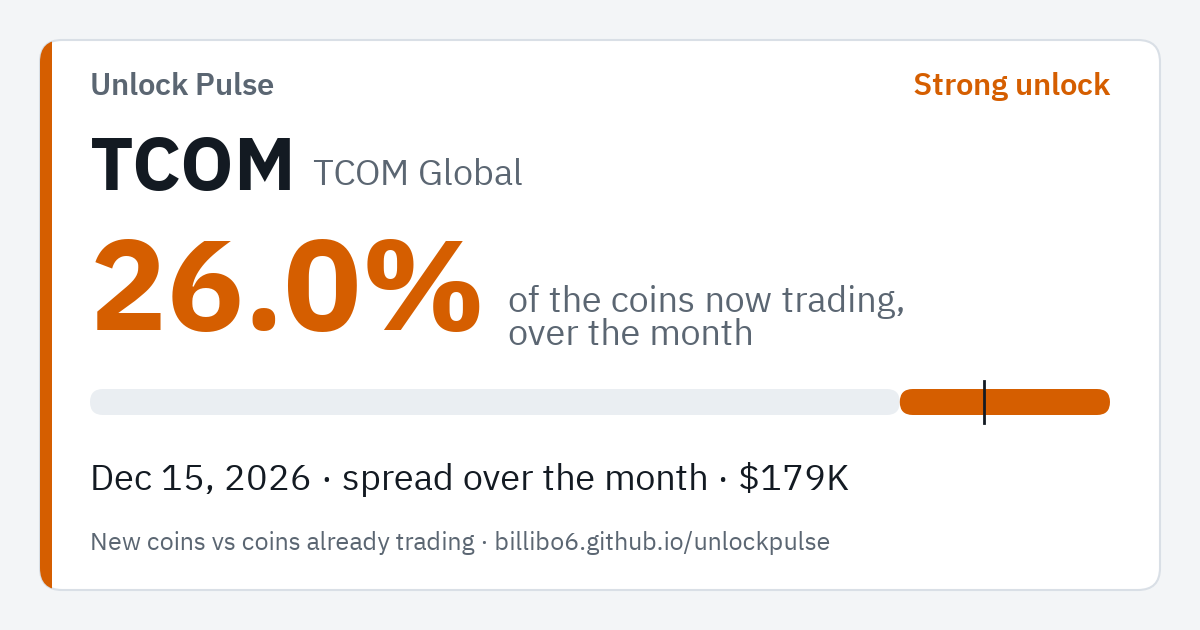 Unlock Pulse
Strong unlock
TCOM TCOM Global
26.0% of the coins now trading,
over the month
Dec 15, 2026 · spread over the month · $179K
New coins vs coins already trading · billibo6.github.io/unlockpulse